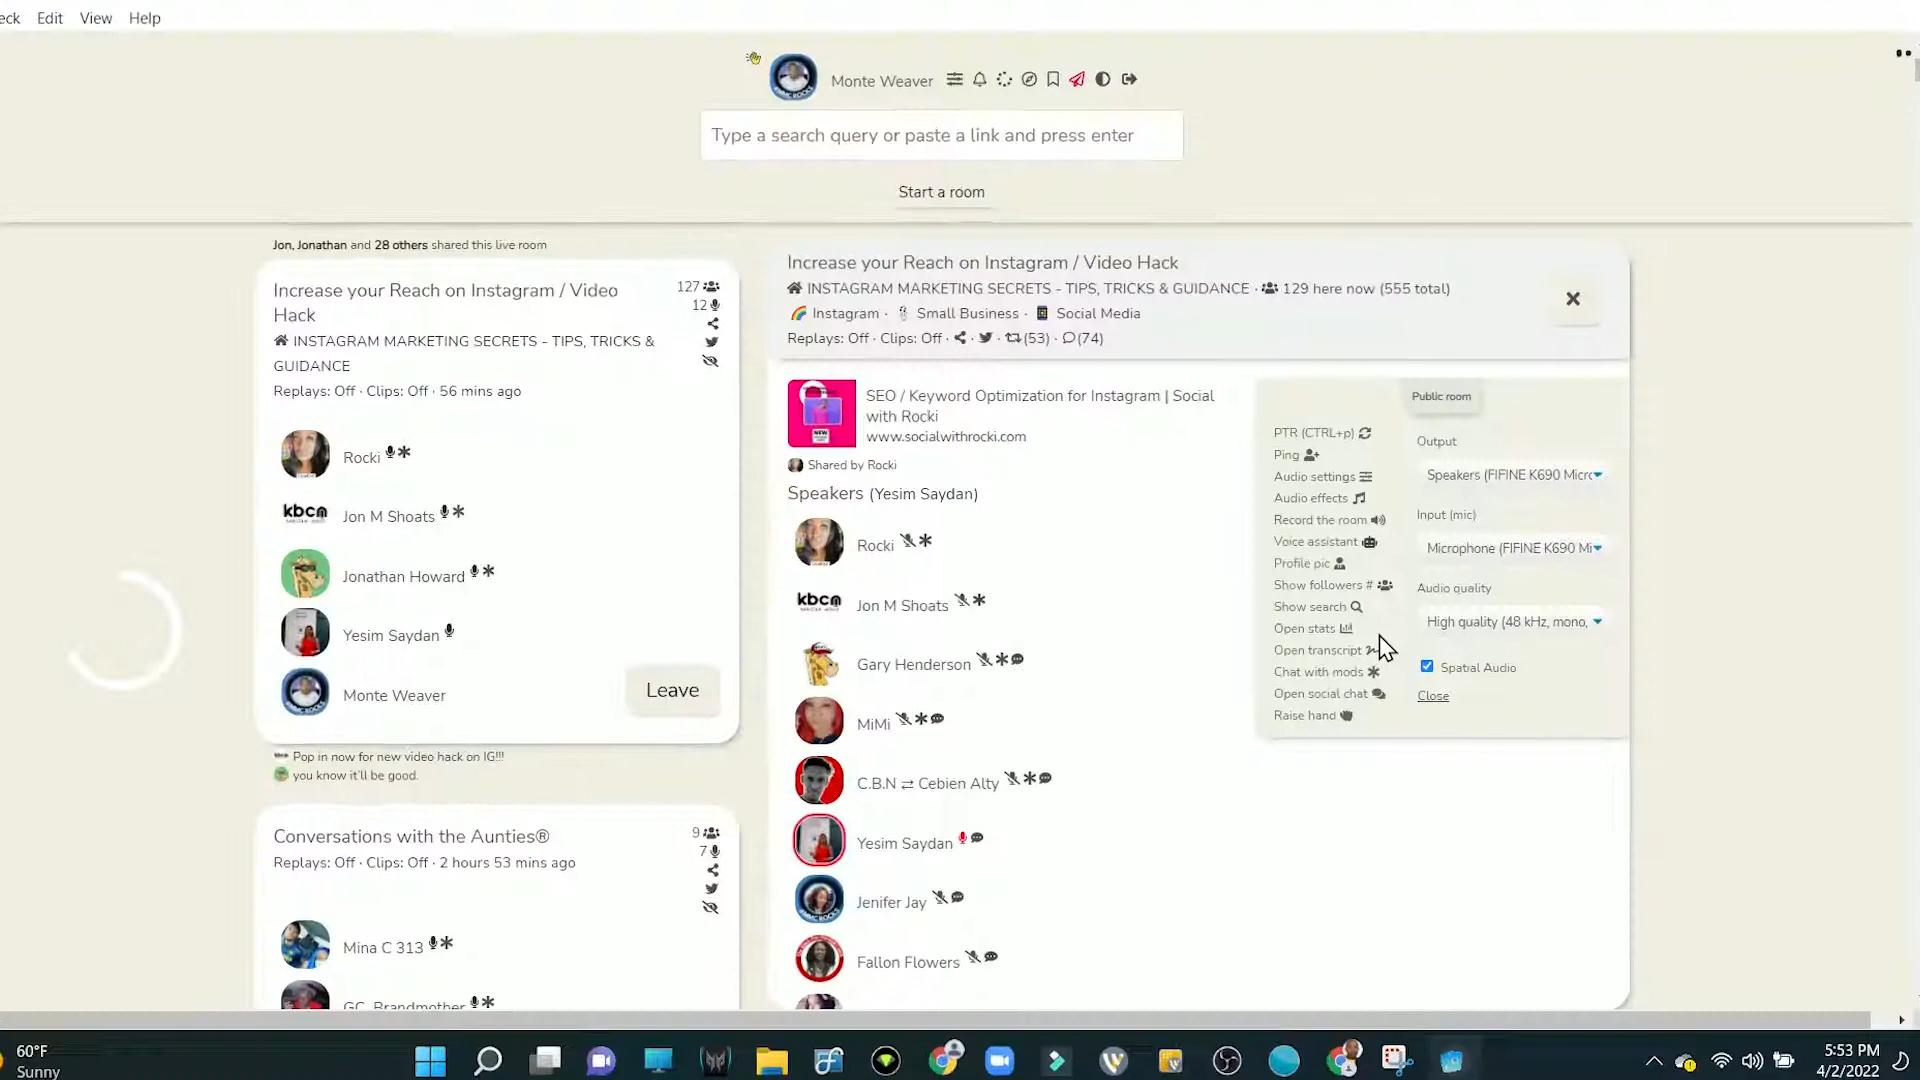 eck Edit View Help
Monte Weaver
Type a search query or paste a link and press enter
Start a room
Jon, Jonathan and 28 others shared this live room
Increase your Reach on Instagram / Video
Hack
127
12
INSTAGRAM MARKETING SECRETS - TIPS, TRICKS &
GUIDANCE
Replays: Off · Clips: Off · 56 mins ago
Rocki
kbcm
Jon M Shoats
Jonathan Howard
Yesim Saydan
Monte Weaver
Leave
Pop in now for new video hack on IG!!!
you know it'll be good.
Conversations with the Aunties®
9
7
Replays: Off · Clips: Off · 2 hours 53 mins ago
Mina C 313
GC. Brandmother
Increase your Reach on Instagram / Video Hack
INSTAGRAM MARKETING SECRETS - TIPS, TRICKS & GUIDANCE · 129 here now (555 total)
Instagram · Small Business · Social Media
Replays: Off · Clips: Off · · · (53) · (74)
SEO / Keyword Optimization for Instagram | Social
with Rocki
www.socialwithrocki.com
NEW
Shared by Rocki
Speakers (Yesim Saydan)
Rocki
kbcm
Jon M Shoats
Gary Henderson
MiMi
C.B.N ⇄ Cebien Alty
Yesim Saydan
Jenifer Jay
Fallon Flowers
PTR (CTRL+p)
Ping
Audio settings
Audio effects
Record the room
Voice assistant
Profile pic
Show followers #
Show search
Open stats
Open transcript
Chat with mods
Open social chat
Raise hand
Public room
Output
Speakers (FIFINE K690 Micr
Input (mic)
Microphone (FIFINE K690 Mi
Audio quality
High quality (48 kHz, mono,
Spatial Audio
Close
60°F
Sunny
5:53 PM
4/2/2022